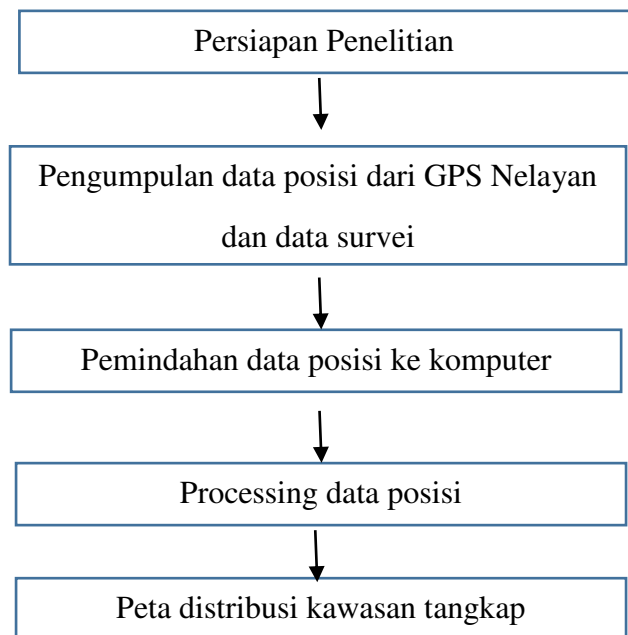 Persiapan Penelitian
Pengumpulan data posisi dari GPS Nelayan
dan data survei
Pemindahan data posisi ke komputer
Processing data posisi
Peta distribusi kawasan tangkap